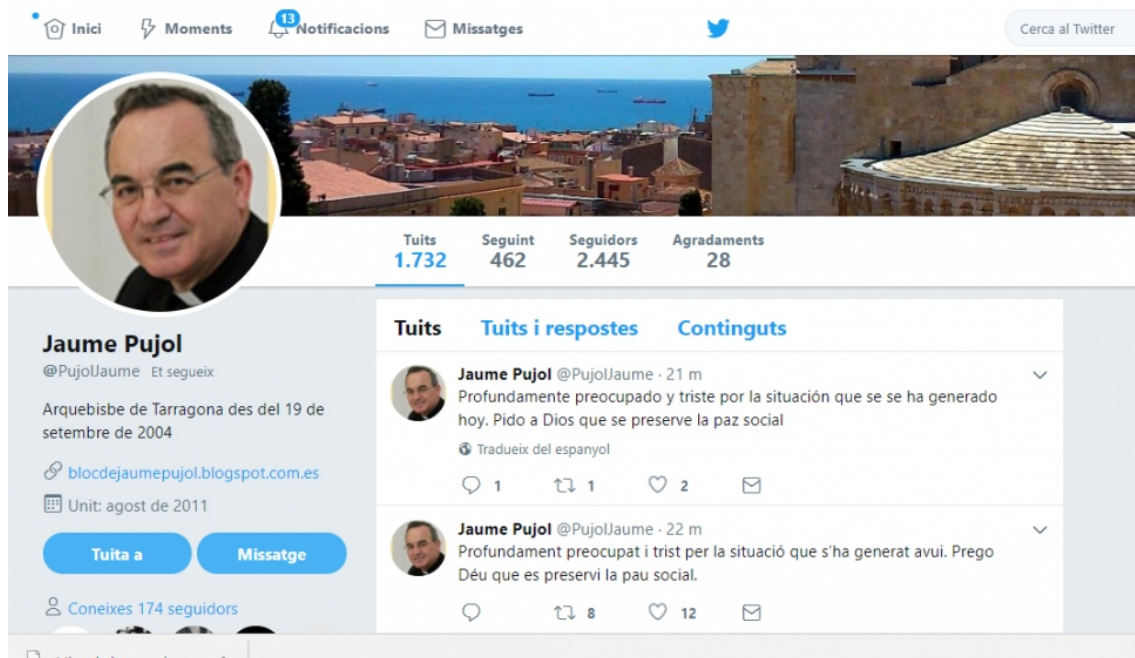 Inici
Moments
13
Notificacions
Missatges
Cerca al Twitter
Tuits
1.732
Seguint
462
Seguidors
2.445
Agradaments
28
Jaume Pujol
@PujolJaume Et segueix
Arquebisbe de Tarragona des del 19 de
setembre de 2004
blocdejaumepujol.blogspot.com.es
Unit: agost de 2011
Tuita a
Missatge
Coneixes 174 seguidors
Tuits
Tuits i respostes
Continguts
Jaume Pujol @PujolJaume · 21 m
Profundamente preocupado y triste por la situación que se se ha generado
hoy. Pido a Dios que se preserve la paz social
Tradueix del espanyol
1
1
2
Jaume Pujol @PujolJaume · 22 m
Profundament preocupat i trist per la situació que s'ha generat avui. Prego
Déu que es preservi la pau social.
8
12